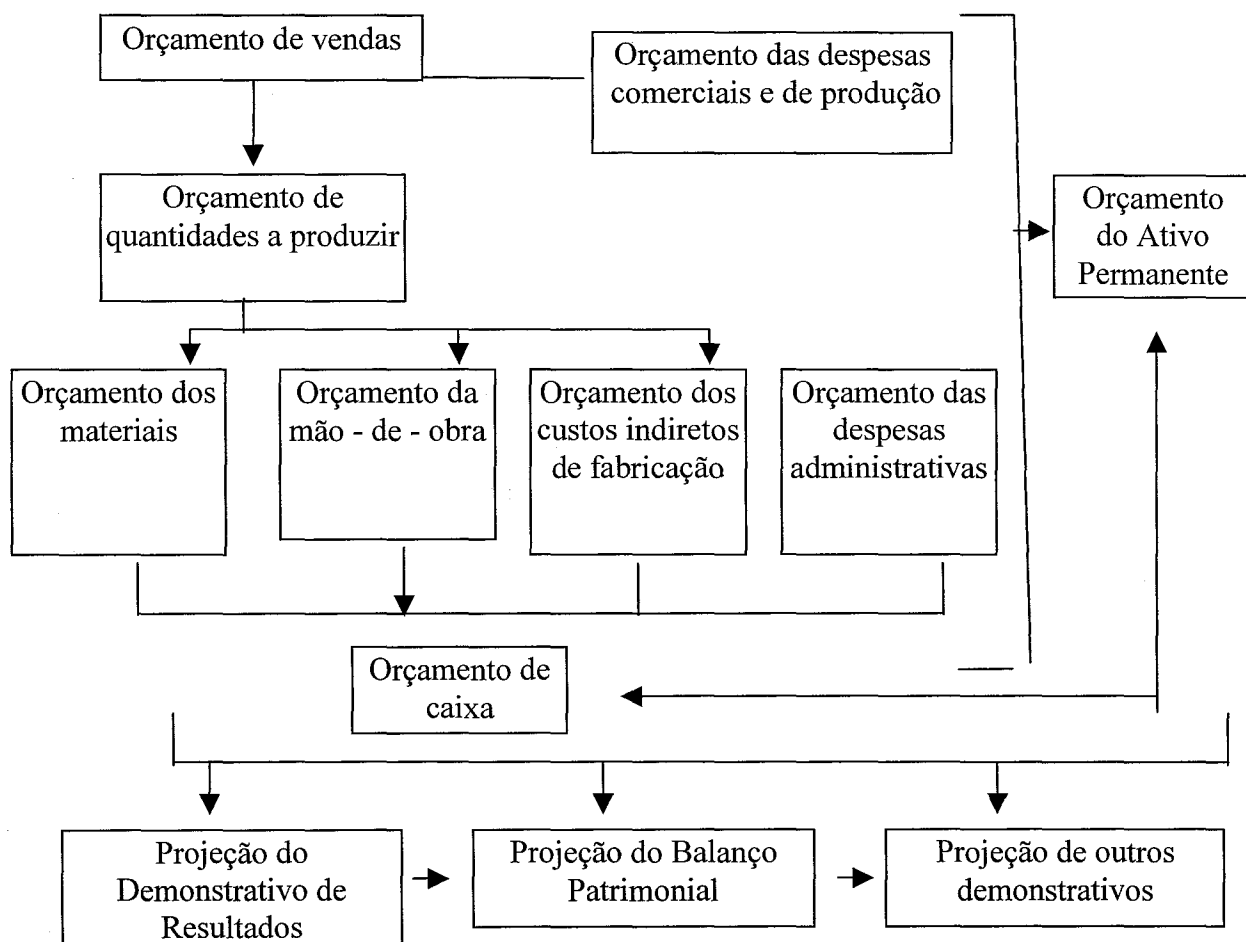 Orçamento de vendas
Orçamento das despesas
comerciais e de produção
Orçamento de
quantidades a produzir
Orçamento
do Ativo
Permanente
Orçamento dos
materiais
Orçamento da
mão - de - obra
Orçamento dos
custos indiretos
de fabricação
Orçamento das
despesas
administrativas
Orçamento de
caixa
Projeção do
Demonstrativo de
Resultados
Projeção do Balanço
Patrimonial
Projeção de outros
demonstrativos